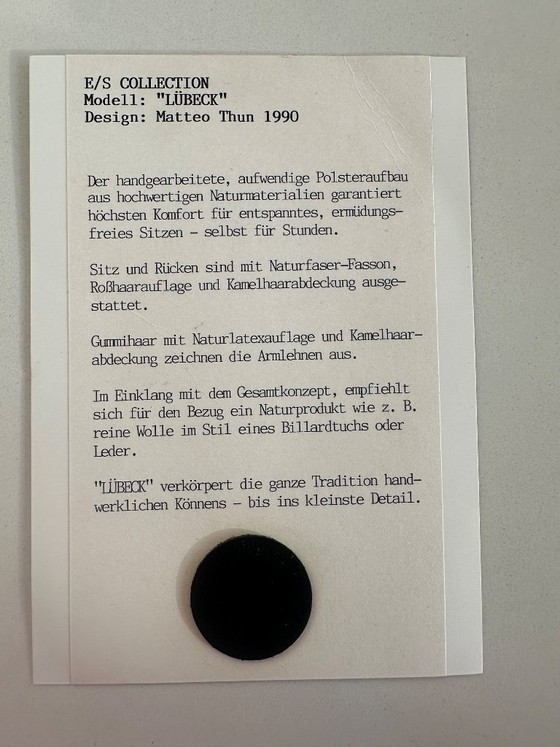 E/S COLLECTION
Modell: "LÜBECK"
Design: Matteo Thun 1990
Der handgearbeitete, aufwendige Polsteraufbau
aus hochwertigen Naturmaterialien garantiert
höchsten Komfort für entspanntes, ermüdungs-
freies Sitzen - selbst für Stunden.
Sitz und Rücken sind mit Naturfaser-Fasson,
Roßhaarauflage und Kamelhaarabdeckung ausge-
stattet.
Gummihaar mit Naturlatexauflage und Kamelhaar-
abdeckung zeichnen die Armlehnen aus.
Im Einklang mit dem Gesamtkonzept, empfiehlt
sich für den Bezug ein Naturprodukt wie z. B.
reine Wolle im Stil eines Billardtuchs oder
Leder.
"LÜBECK" verkörpert die ganze Tradition hand-
werklichen Könnens - bis ins kleinste Detail.